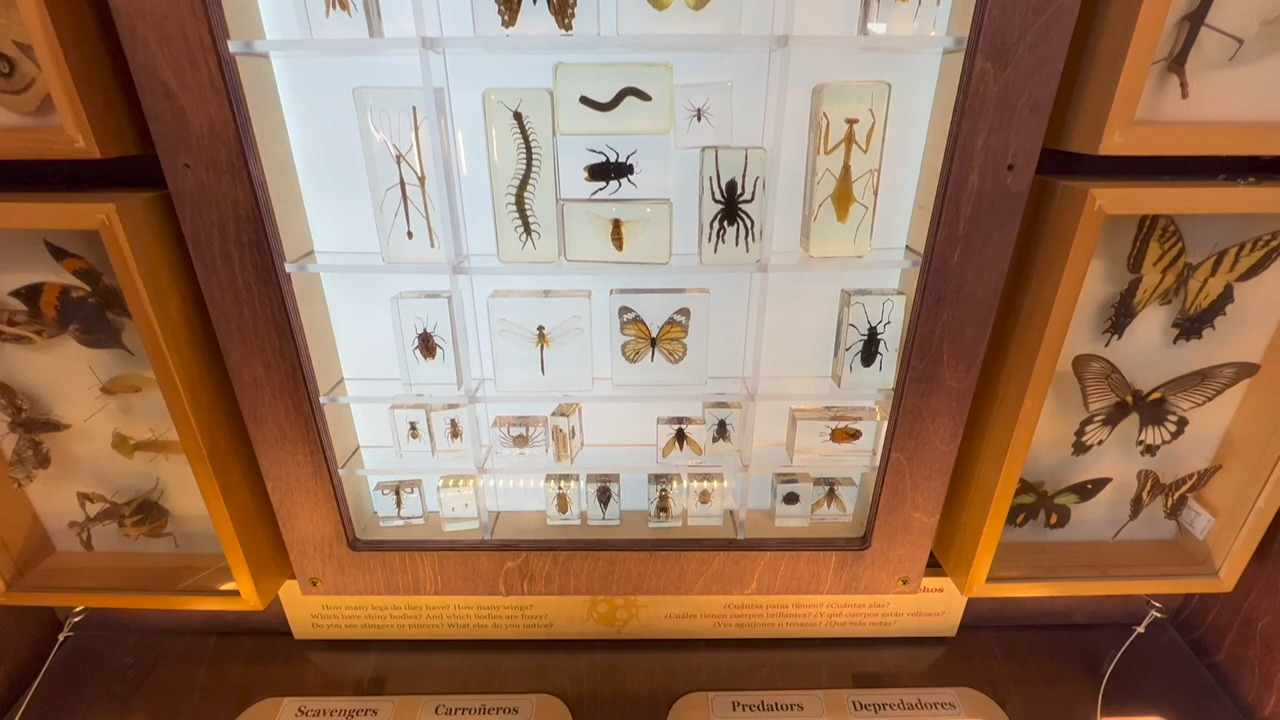 chos
How many legs do they have? How many wings?
Which have shiny bodies? And which bodies are fuzzy?
Do you see stingers or pincers? What else do you notice?
¿Cuántas patas tienen? ¿Cuántas alas?
¿Cuáles tienen cuerpos brillantes? ¿Y qué cuerpos están vellosos?
¿Ves aguijones o tenazas? ¿Qué más notas?
Scavengers
Carroñeros
Predators
Depredadores